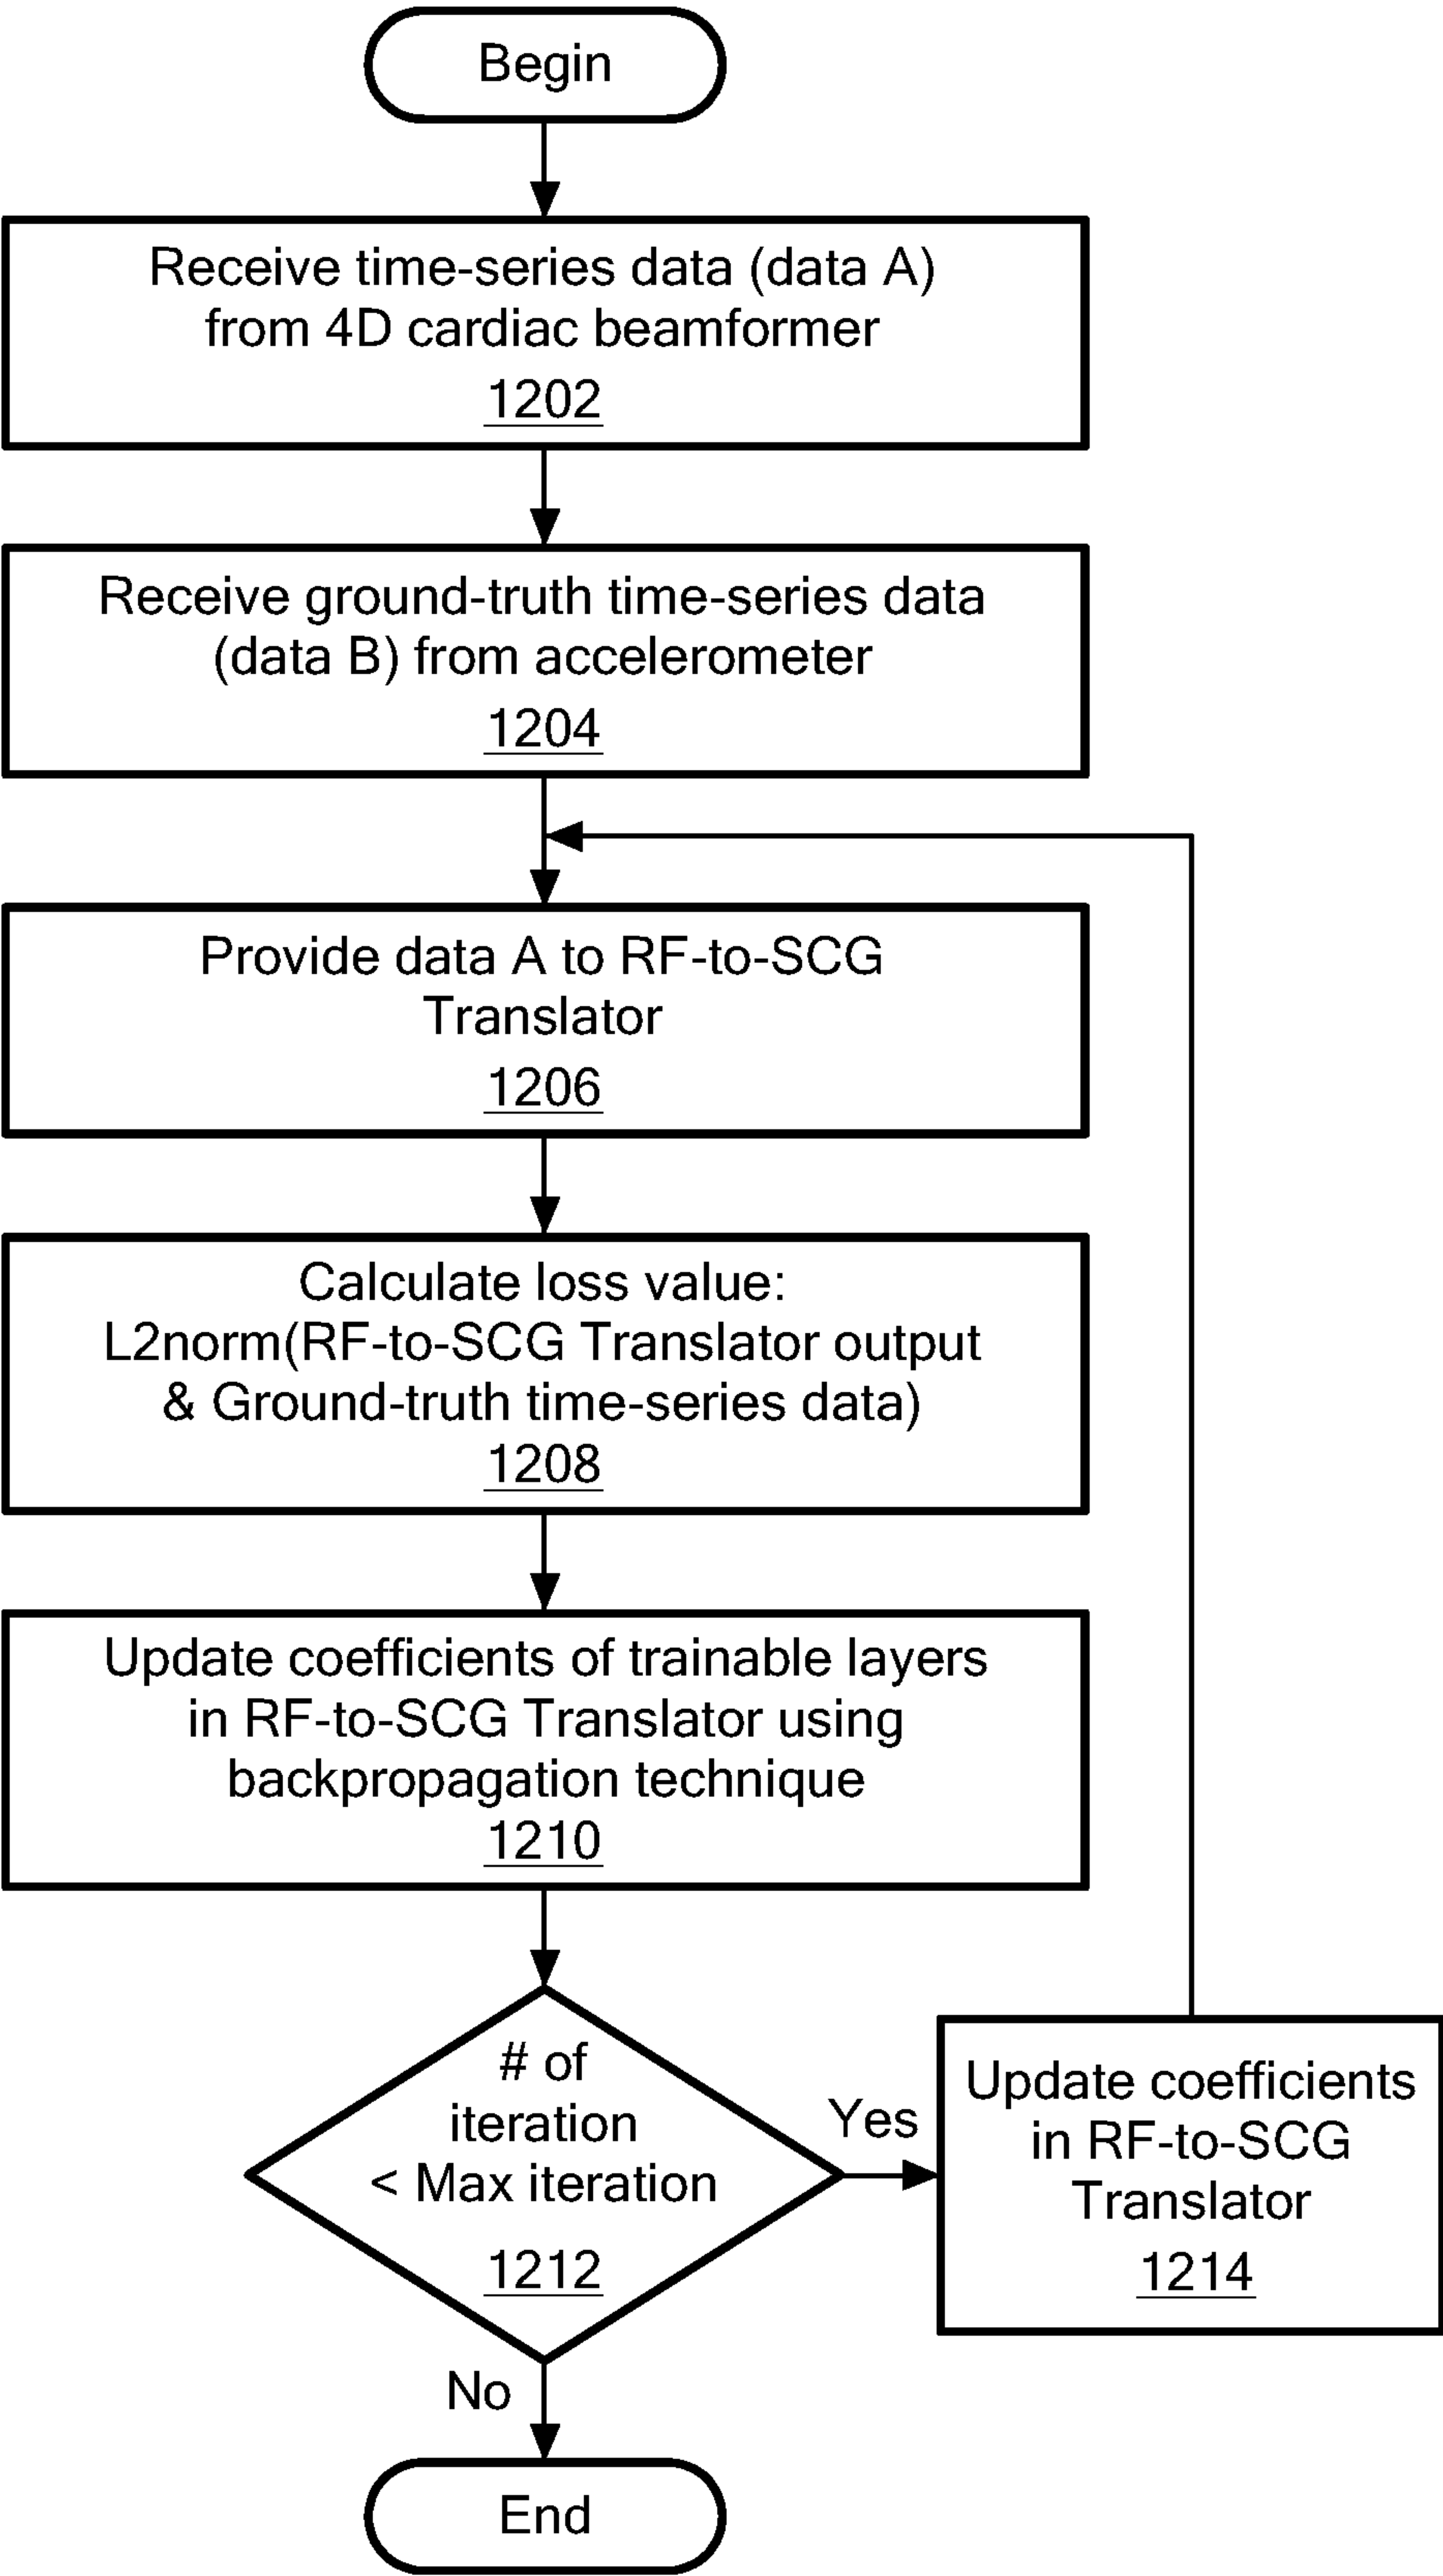 Begin
Receive time-series data (data A)
from 4D cardiac beamformer
1202
Receive ground-truth time-series data
(data B) from accelerometer
1204
Provide data A to RF-to-SCG
Translator
1206
Calculate loss value:
L2norm(RF-to-SCG Translator output
& Ground-truth time-series data)
1208
Update coefficients of trainable layers
in RF-to-SCG Translator using
backpropagation technique
1210
# of
iteration
< Max iteration
1212
Yes
Update coefficients
in RF-to-SCG
Translator
1214
No
End